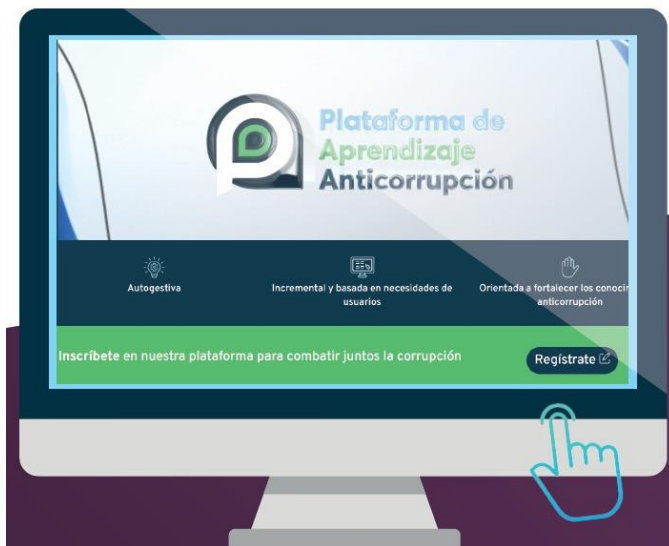 Plataforma de
Aprendizaje
Anticorrupción
Autogestiva
Incremental y basada en necesidades de
usuarios
Orientada a fortalecer los conocin
anticorrupción
Inscríbete en nuestra plataforma para combatir juntos la corrupción
Regístrate